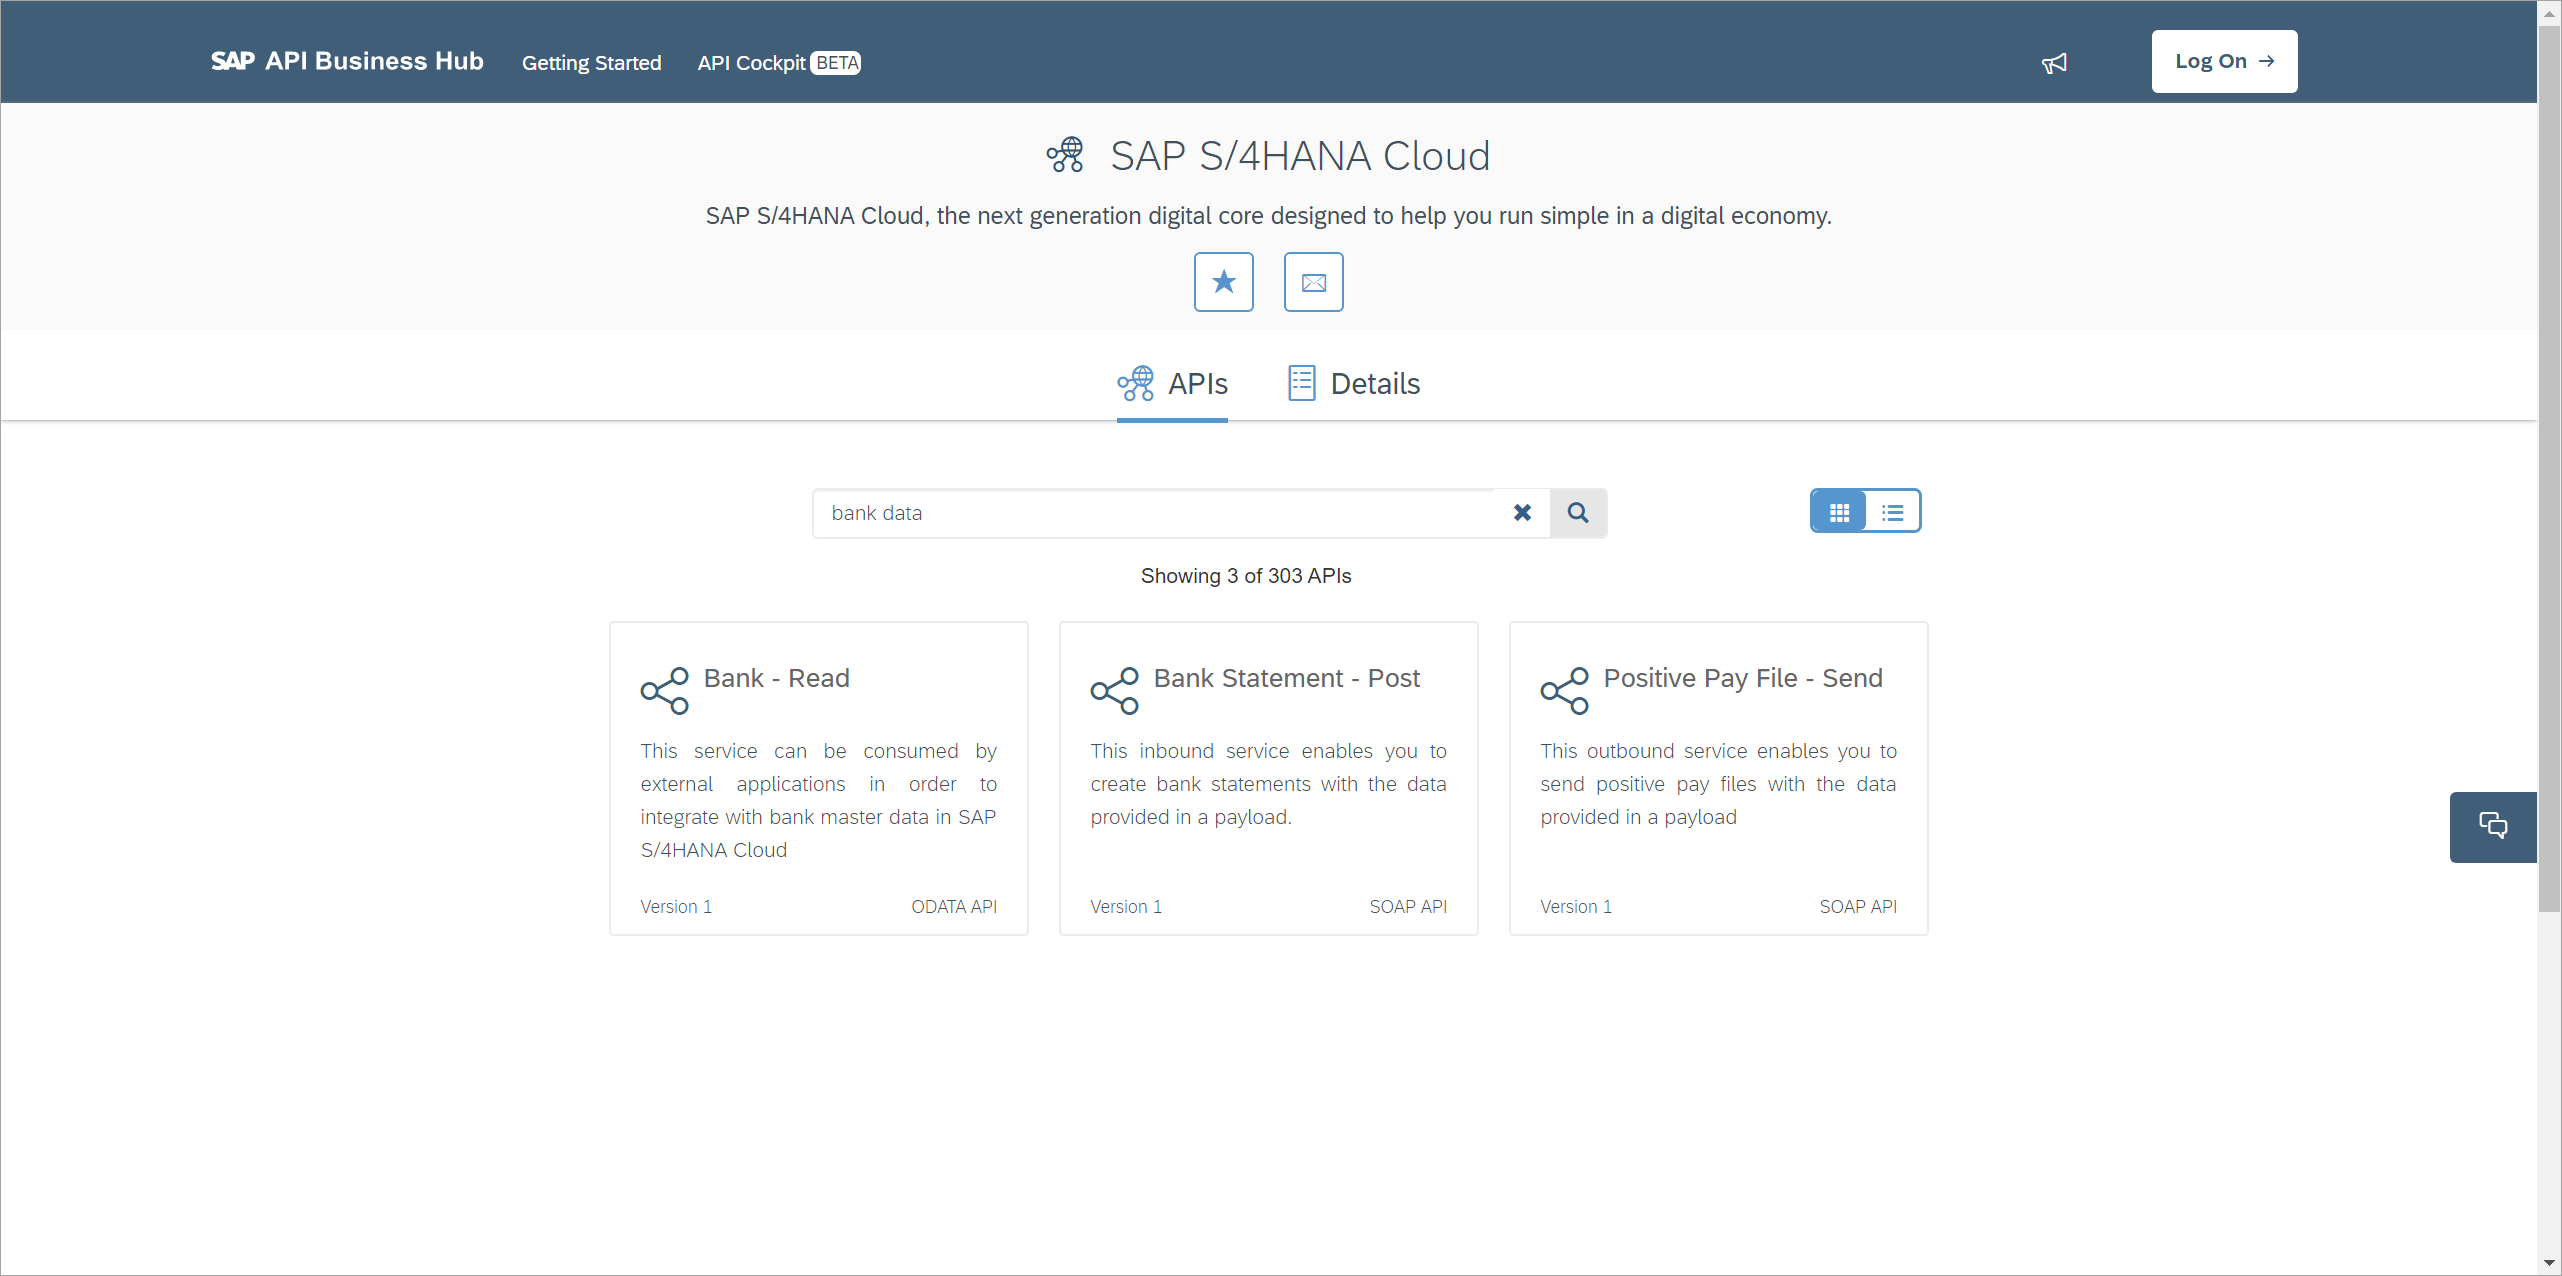 SAP API Business Hub Getting Started API Cockpit BETA Log On →
SAP S/4HANA Cloud
SAP S/4HANA Cloud, the next generation digital core designed to help you run simple in a digital economy.
APIs Details
bank data
Showing 3 of 303 APIs
Bank - Read
This service can be consumed by
external applications in order to
integrate with bank master data in SAP
S/4HANA Cloud
Version 1 ODATA API
Bank Statement - Post
This inbound service enables you to
create bank statements with the data
provided in a payload.
Version 1 SOAP API
Positive Pay File - Send
This outbound service enables you to
send positive pay files with the data
provided in a payload
Version 1 SOAP API